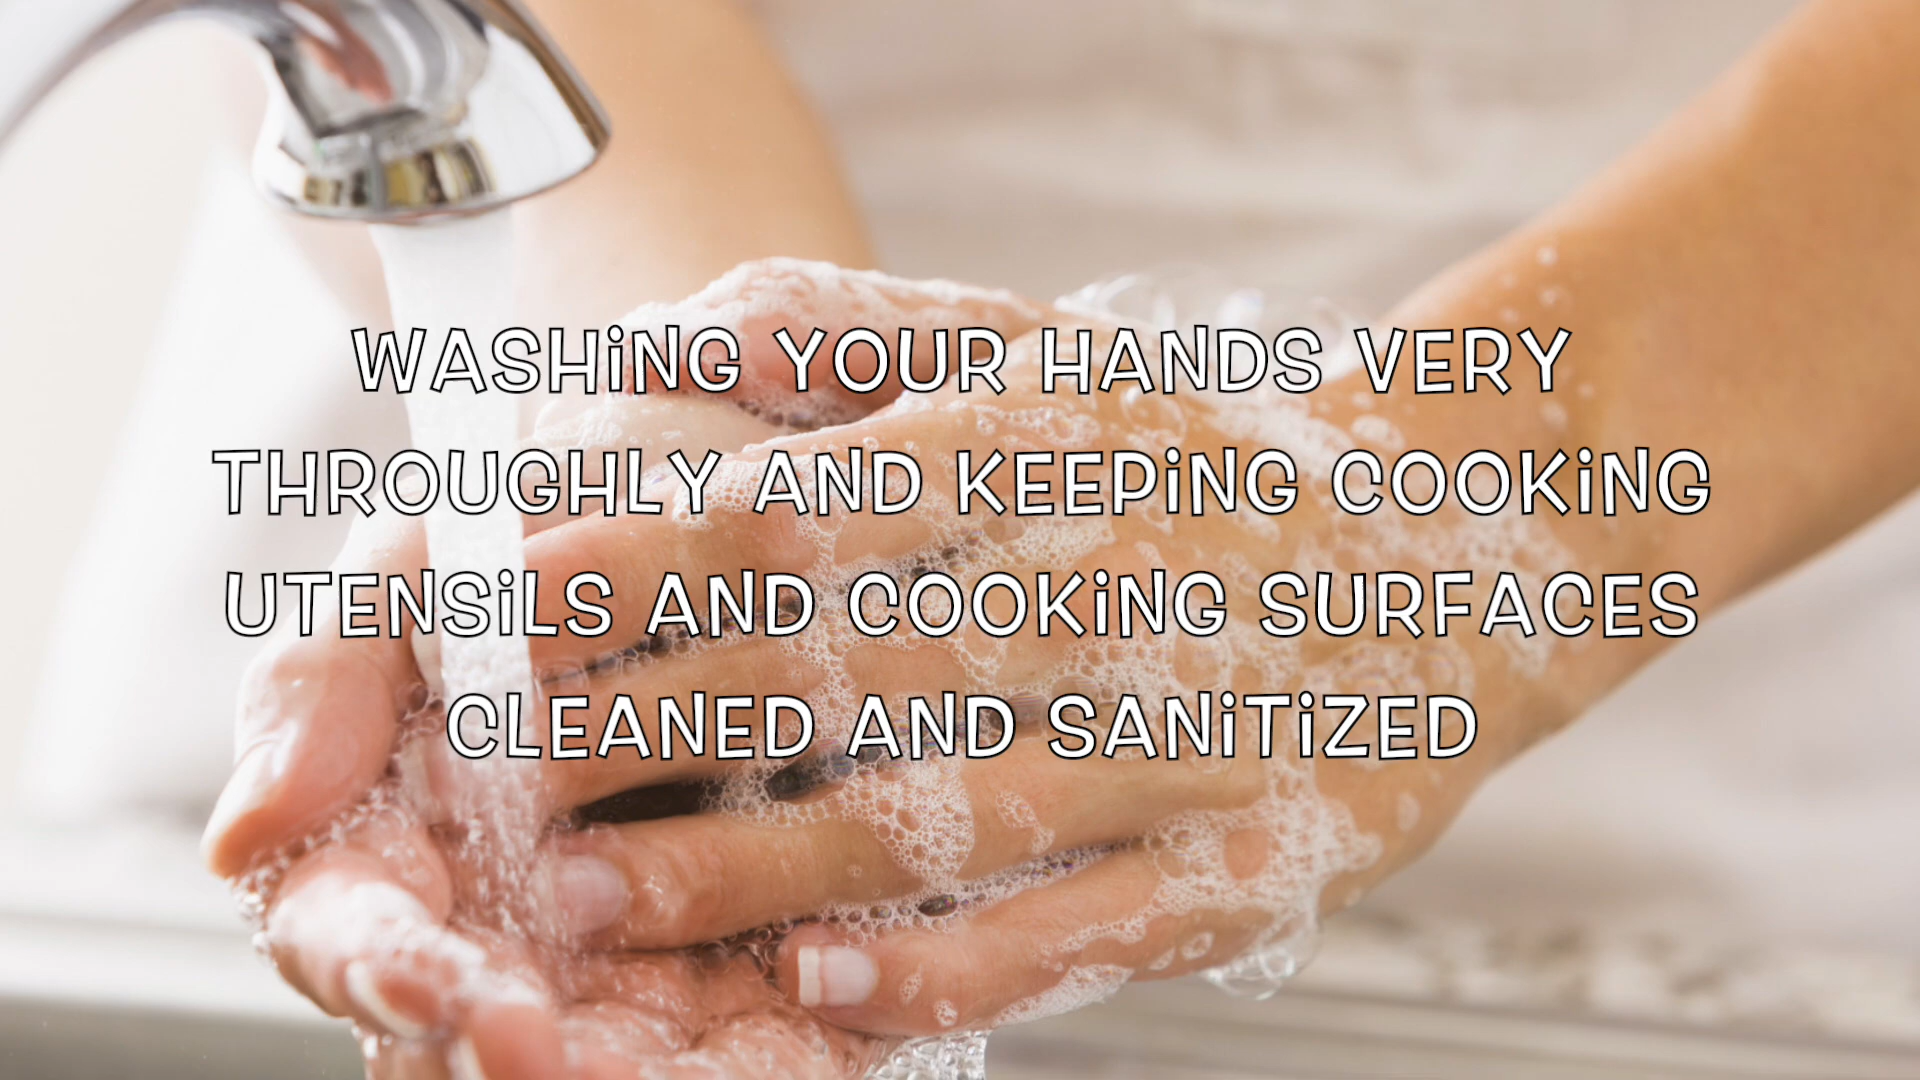 WASHiNG YOUR HANDS VERY
THROUGHLY AND KEEPiNG COOKiNG
UTENSiLS AND COOKiNG SURFACES
CLEANED AND SANiTiZED